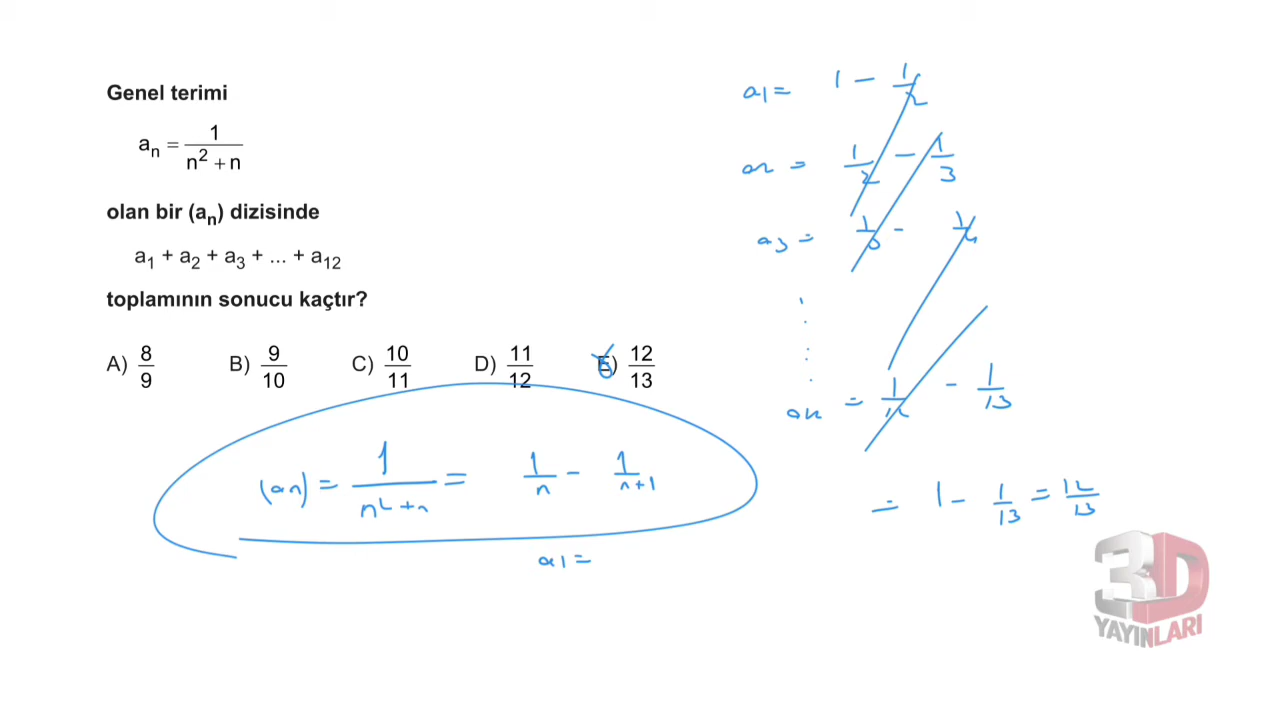 Genel terimi
aₙ = 1/(n² + n)
olan bir (aₙ) dizisinde
a₁ + a₂ + a₃ + ... + a₁₂
toplamının sonucu kaçtır?
A) 8/9 B) 9/10 C) 10/11 D) 11/12 E) 12/13
(an) = 1/(n²+n) = 1/n - 1/(n+1)
a1 =
a1 = 1 - 1/2
a2 = 1/2 - 1/3
a3 = 1/3 - 1/4
= 1/12 - 1/13
= 1 - 1/13 = 12/13
3D
YAYINLARI